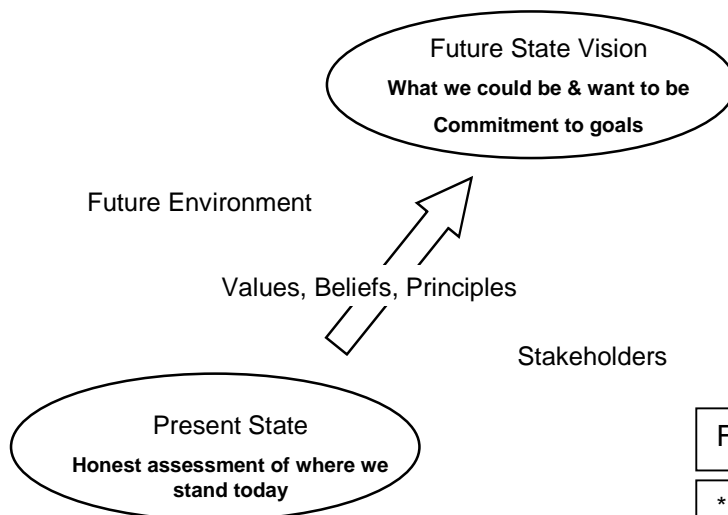 Future State Vision
What we could be & want to be
Commitment to goals
Future Environment
Values, Beliefs, Principles
Stakeholders
Present State
Honest assessment of where we
stand today
F
*